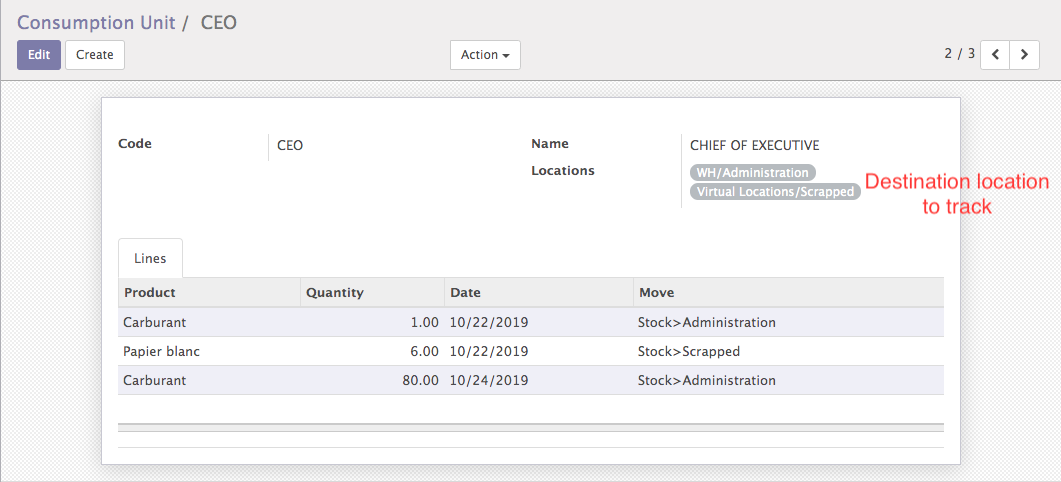 Consumption Unit / CEO
Edit Create Action 2 / 3
Code CEO Name CHIEF OF EXECUTIVE
Locations WH/Administration
Virtual Locations/Scrapped
Destination location
to track
Lines
Product Quantity Date Move
Carburant 1.00 10/22/2019 Stock>Administration
Papier blanc 6.00 10/22/2019 Stock>Scrapped
Carburant 80.00 10/24/2019 Stock>Administration